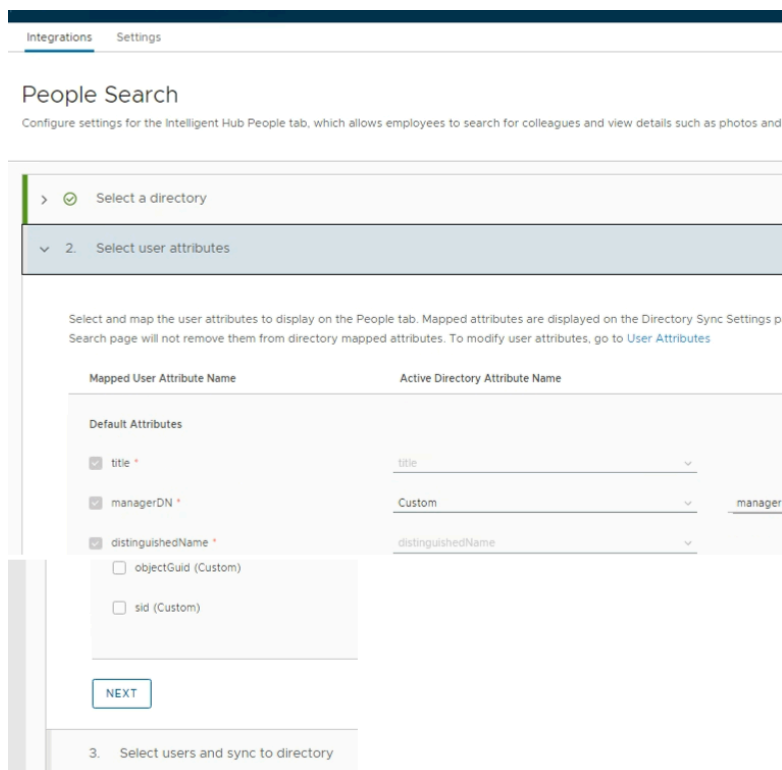 Integrations Settings
People Search
Configure settings for the Intelligent Hub People tab, which allows employees to search for colleagues and view details such as photos and
Select a directory
2. Select user attributes
Select and map the user attributes to display on the People tab. Mapped attributes are displayed on the Directory Sync Settings p
Search page will not remove them from directory mapped attributes. To modify user attributes, go to User Attributes
Mapped User Attribute Name Active Directory Attribute Name
Default Attributes
title * title
managerDN * Custom manager
distinguishedName * distinguishedName
objectGuid (Custom)
sid (Custom)
NEXT
3. Select users and sync to directory